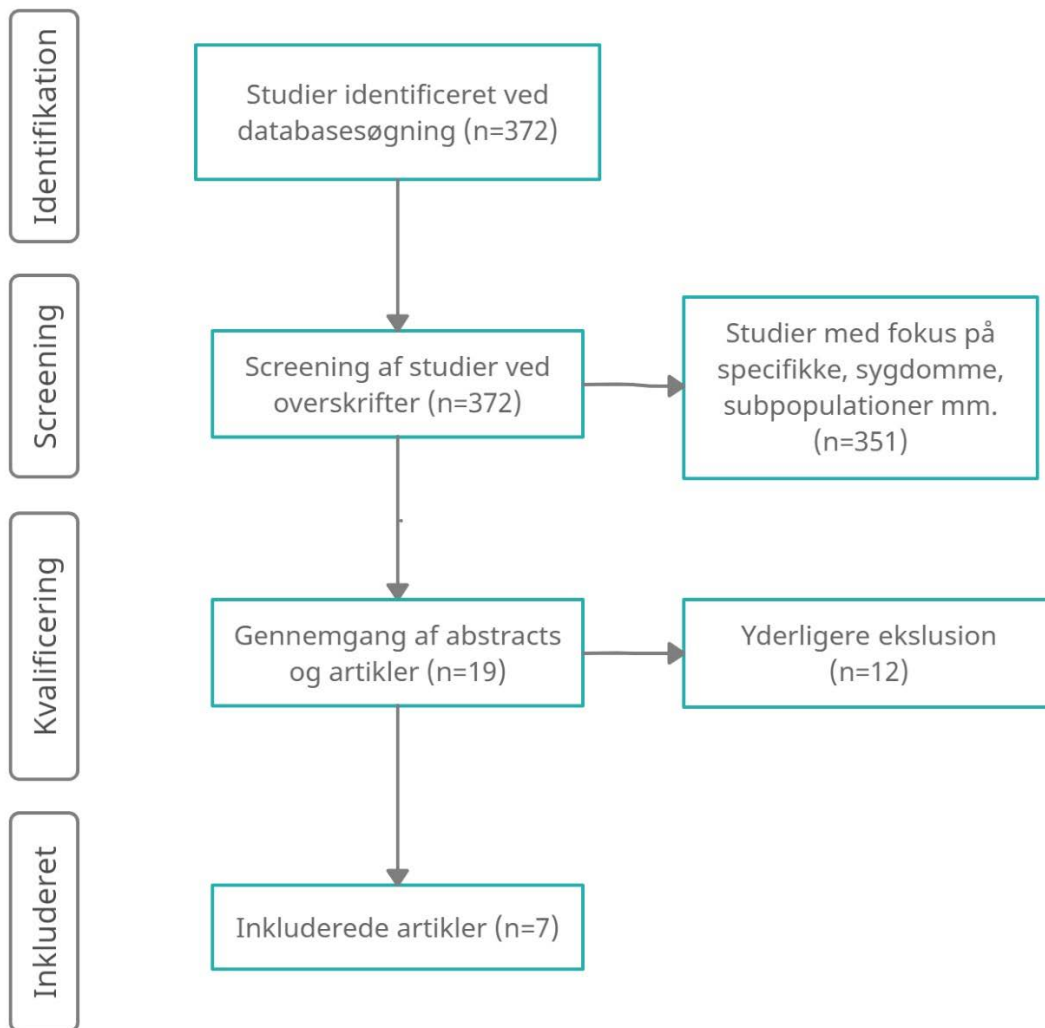 Identifikation
Studier identificeret ved
databasesøgning (n=372)
Screening
Screening af studier ved
overskrifter (n=372)
Studier med fokus på
specifikke, sygdomme,
subpopulationer mm.
(n=351)
Kvalificering
Gennemgang af abstracts
og artikler (n=19)
Yderligere ekslusion
(n=12)
Inkluderet
Inkluderede artikler (n=7)